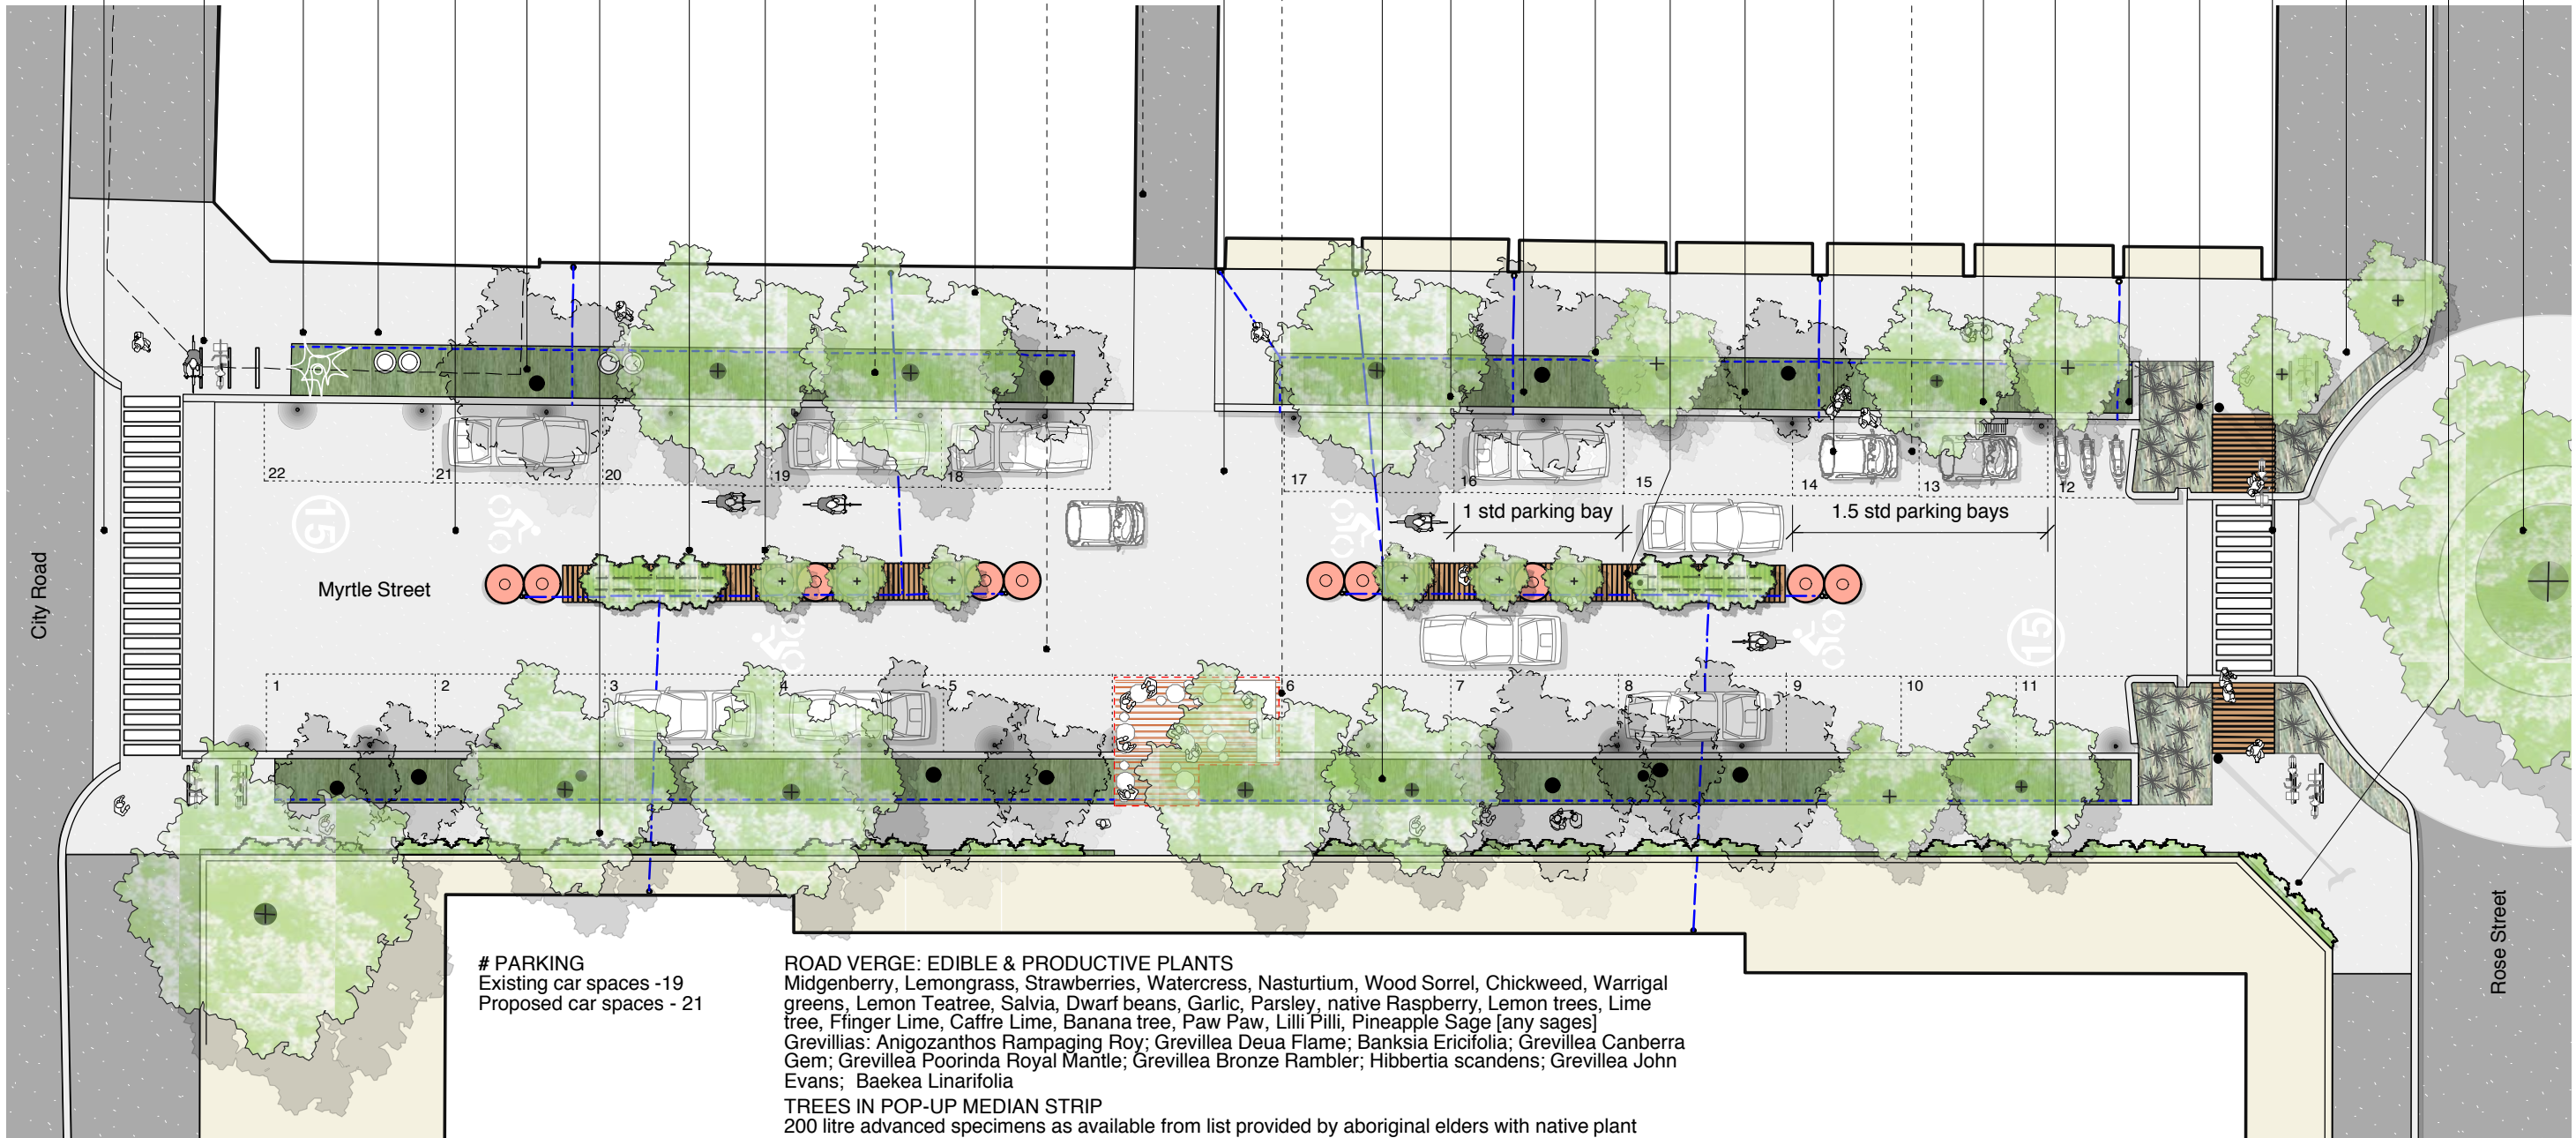 22
21
20
19
18
17
16
15
14
13
12
1 std parking bay
1.5 std parking bays
15
Myrtle Street
City Road
15
1
2
3
4
5
6
7
8
9
10
11
Rose Street
# PARKING
Existing car spaces -19
Proposed car spaces - 21
ROAD VERGE: EDIBLE & PRODUCTIVE PLANTS
Midgenberry, Lemongrass, Strawberries, Watercress, Nasturtium, Wood Sorrel, Chickweed, Warrigal
greens, Lemon Teatree, Salvia, Dwarf beans, Garlic, Parsley, native Raspberry, Lemon trees, Lime
tree, Ffinger Lime, Caffre Lime, Banana tree, Paw Paw, Lilli Pilli, Pineapple Sage [any sages]
Grevillias: Anigozanthos Rampaging Roy; Grevillea Deua Flame; Banksia Ericifolia; Grevillea Canberra
Gem; Grevillea Poorinda Royal Mantle; Grevillea Bronze Rambler; Hibbertia scandens; Grevillea John
Evans; Baekea Linarifolia
TREES IN POP-UP MEDIAN STRIP
200 litre advanced specimens as available from list provided by aboriginal elders with native plant